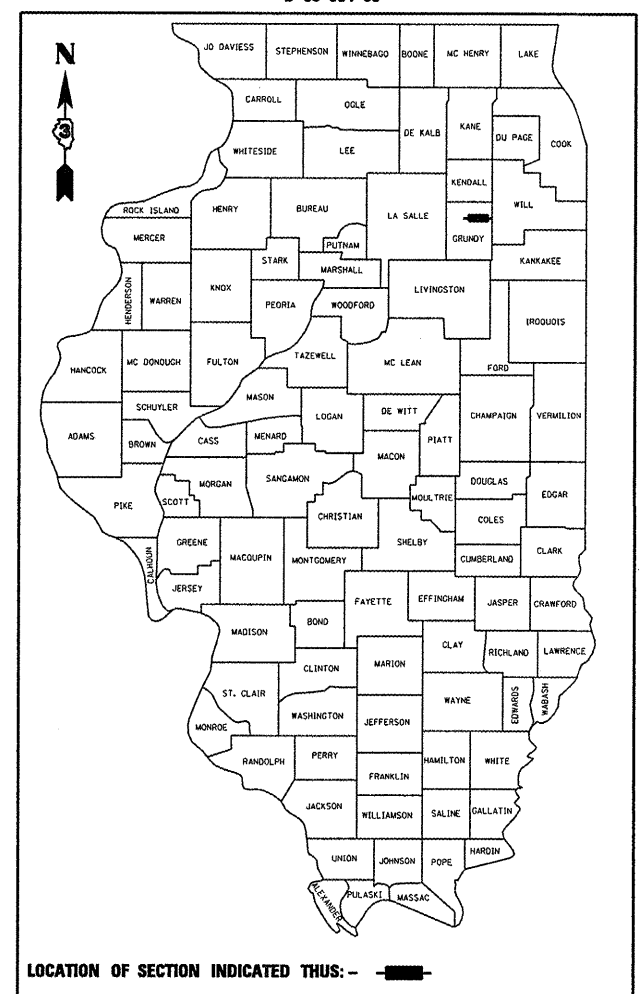 JO DAVIESS STEPHENSON WINNEBAGO BOONE MC HENRY LAKE
N
CARROLL OGLE
DE KALB KANE
3
DU PAGE COOK
WHITESIDE LEE
KENDALL
ROCK ISLAND HENRY BUREAU LA SALLE WILL
MERCER PUTNAM GRUNDY
STARK KANKAKEE
MARSHALL
HENDERSON WARREN KNOX PEORIA WOODFORD LIVINGSTON
IROQUOIS
HANCOCK MC DONOUGH FULTON TAZEWELL MC LEAN
FORD
MASON
SCHUYLER LOGAN DE WITT CHAMPAIGN VERMILION
ADAMS BROWN CASS MENARD PIATT
MACON
MORGAN SANGAMON DOUGLAS
SCOTT MOULTRIE EDGAR
PIKE CHRISTIAN COLES
GREENE MACOUPIN MONTGOMERY SHELBY
CALHOUN CUMBERLAND CLARK
JERSEY FAYETTE EFFINGHAM JASPER CRAWFORD
MADISON BOND
CLAY RICHLAND LAWRENCE
CLINTON MARION
ST. CLAIR WAYNE EDWARDS WABASH
WASHINGTON JEFFERSON
MONROE
RANDOLPH PERRY HAMILTON WHITE
FRANKLIN
JACKSON WILLIAMSON SALINE GALLATIN
UNION JOHNSON POPE HARDIN
ALEXANDER PULASKI MASSAC
LOCATION OF SECTION INDICATED THUS:-